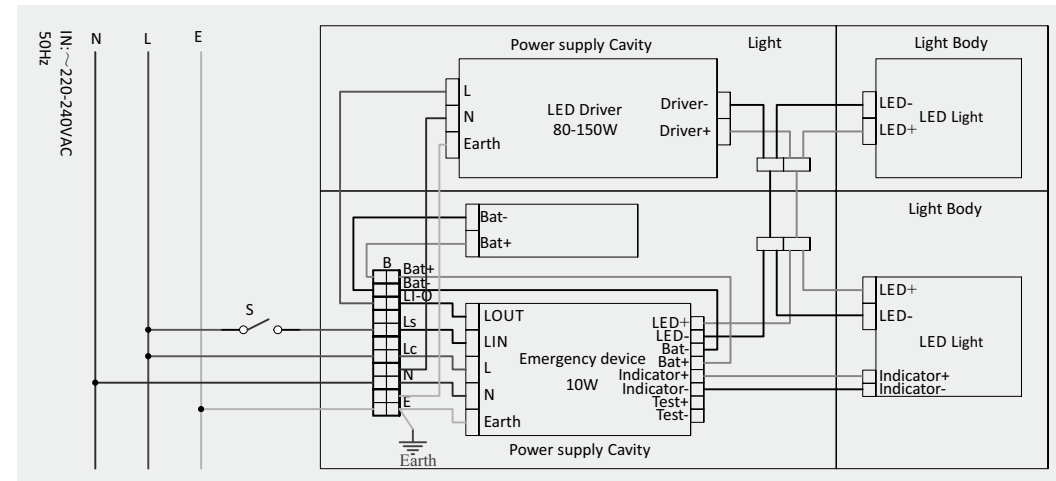 IN: ～220-240VAC
50Hz
N
L
E
Power supply Cavity
Light
Light Body
L
N
Earth
LED Driver
80-150W
Driver-
Driver+
LED-
LED+
LED Light
Light Body
Bat-
Bat+
B
Bat+
Bat-
LI-O
Ls
Lc
N
E
S
LOUT
LIN
L
N
Earth
Emergency device
10W
LED+
LED-
Bat-
Bat+
Indicator+
Indicator-
Test+
Test-
LED+
LED-
LED Light
Indicator+
Indicator-
Earth
Power supply Cavity